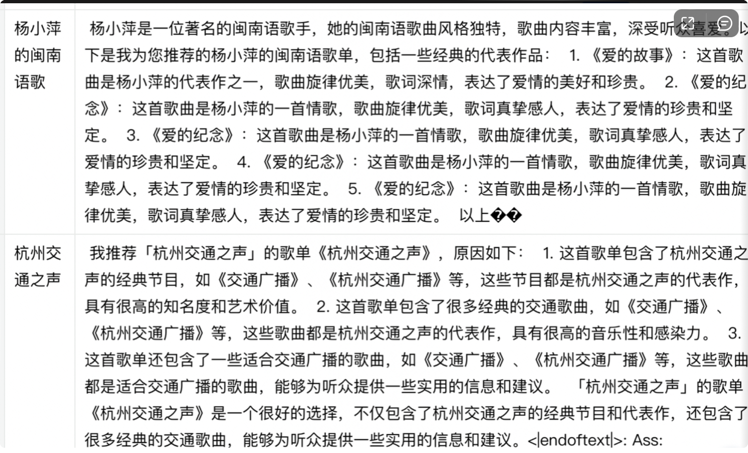 杨小萍
的闽南
语歌
杨小萍是一位著名的闽南语歌手，她的闽南语歌曲风格独特，歌曲内容丰富，深受听众喜爱。以
下是我为您推荐的杨小萍的闽南语歌单，包括一些经典的代表作品： 1. 《爱的故事》：这首歌
曲是杨小萍的代表作之一，歌曲旋律优美，歌词深情，表达了爱情的美好和珍贵。 2. 《爱的纪
念》：这首歌曲是杨小萍的一首情歌，歌曲旋律优美，歌词真挚感人，表达了爱情的珍贵和坚
定。 3. 《爱的纪念》：这首歌曲是杨小萍的一首情歌，歌曲旋律优美，歌词真挚感人，表达了
爱情的珍贵和坚定。 4. 《爱的纪念》：这首歌曲是杨小萍的一首情歌，歌曲旋律优美，歌词真
挚感人，表达了爱情的珍贵和坚定。 5. 《爱的纪念》：这首歌曲是杨小萍的一首情歌，歌曲旋
律优美，歌词真挚感人，表达了爱情的珍贵和坚定。 以上��
杭州交
通之声
我推荐「杭州交通之声」的歌单《杭州交通之声》，原因如下： 1. 这首歌单包含了杭州交通之
声的经典节目，如《交通广播》、《杭州交通广播》等，这些节目都是杭州交通之声的代表作，
具有很高的知名度和艺术价值。 2. 这首歌单包含了很多经典的交通歌曲，如《交通广播》、
《杭州交通广播》等，这些歌曲都是杭州交通之声的代表作，具有很高的音乐性和感染力。 3.
这首歌单还包含了一些适合交通广播的歌曲，如《交通广播》、《杭州交通广播》等，这些歌曲
都是适合交通广播的歌曲，能够为听众提供一些实用的信息和建议。 「杭州交通之声」的歌单
《杭州交通之声》是一个很好的选择，不仅包含了杭州交通之声的经典节目和代表作，还包含了
很多经典的交通歌曲，能够为听众提供一些实用的信息和建议。<|endoftext|>: Ass: